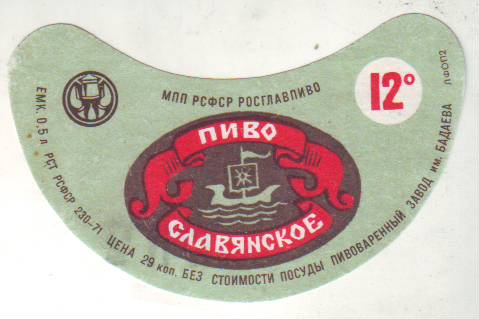 МПП РСФСР РОСГЛАВПИВО
12°
ПИВО
СЛАВЯНСКОЕ
ЕМК. 0,5 л РСТ РСФСР 230-71 ЦЕНА 29 коп. БЕЗ СТОИМОСТИ ПОСУДЫ ПИВОВАРЕННЫЙ ЗАВОД им. БАДАЕВА ЛФОП2